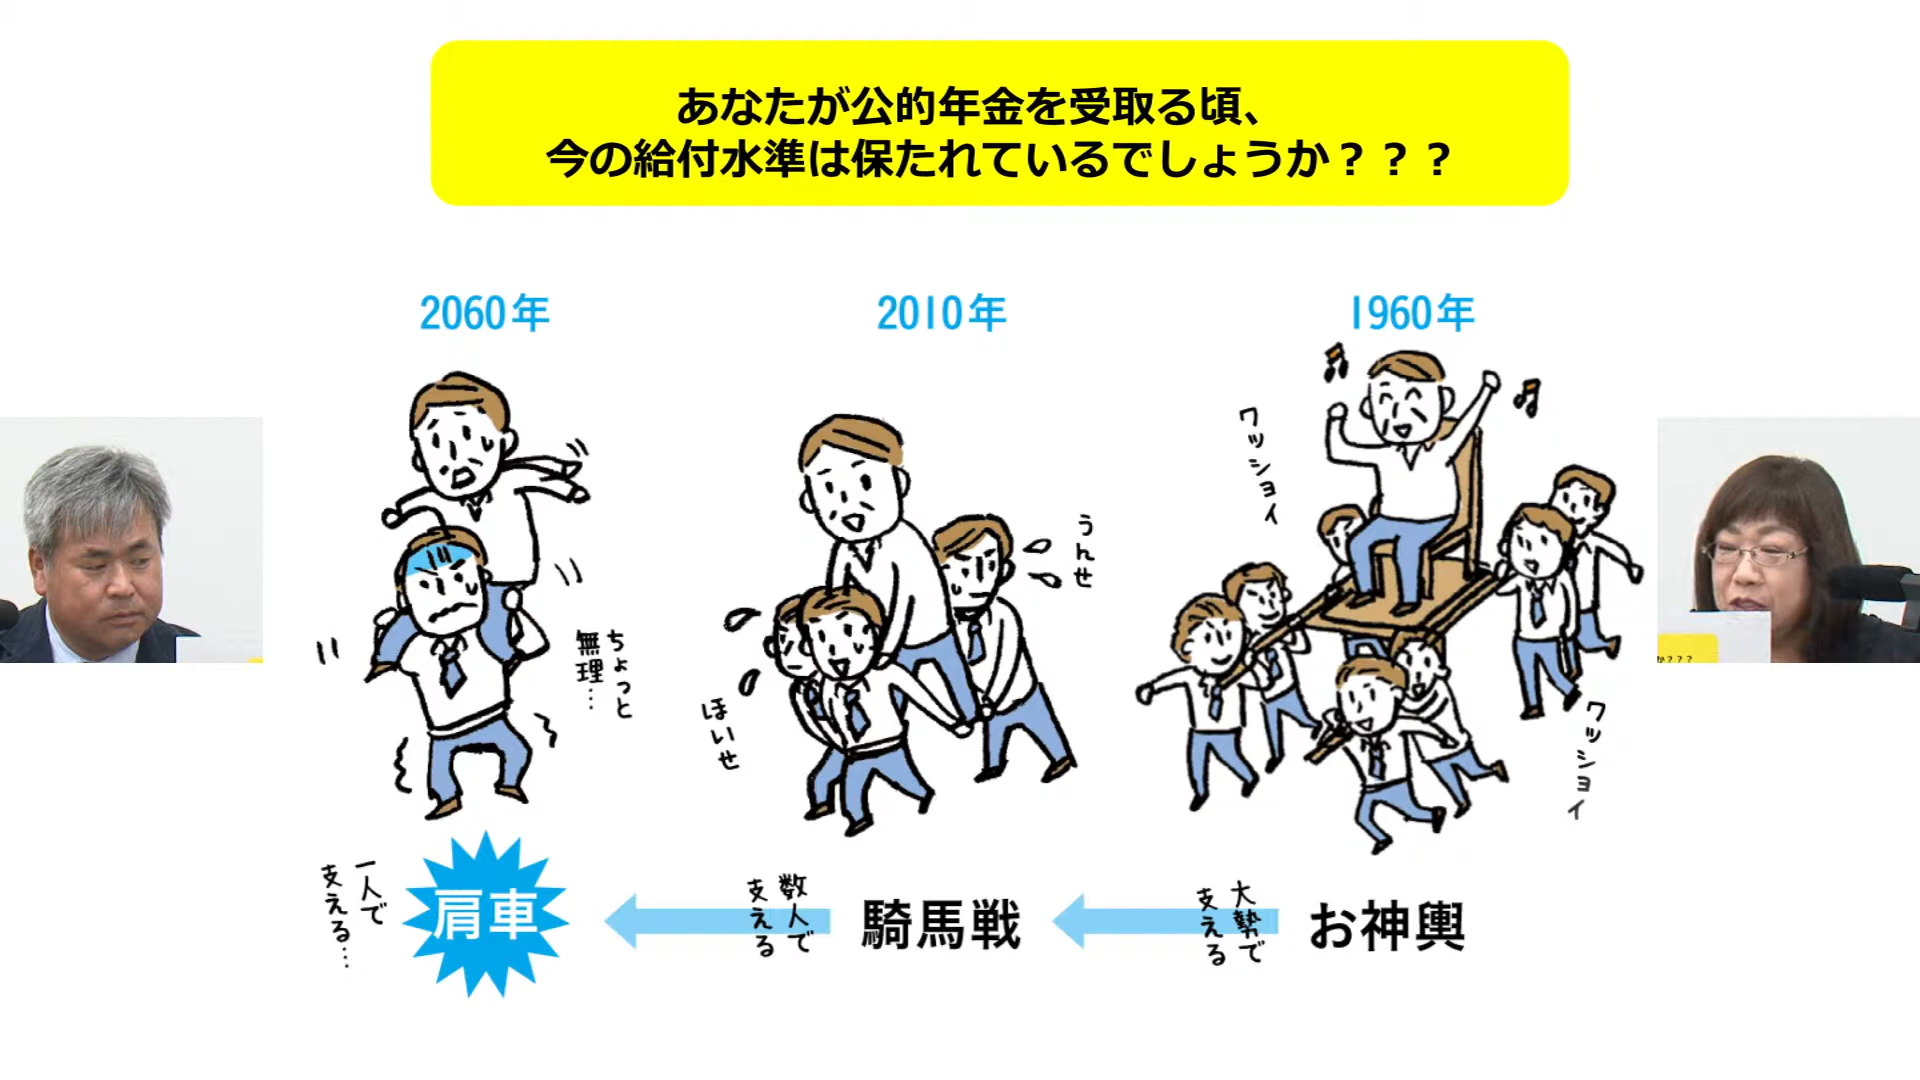 あなたが公的年金を受取る頃、
今の給付水準は保たれているでしょうか？？？
2060年
2010年
1960年
ちょっと
無理…
うんせ
ほいせ
ワッショイ
ワッショイ
一人で
支える…
肩車
数人で
支える
騎馬戦
大勢で
支える
お神輿
か？？？